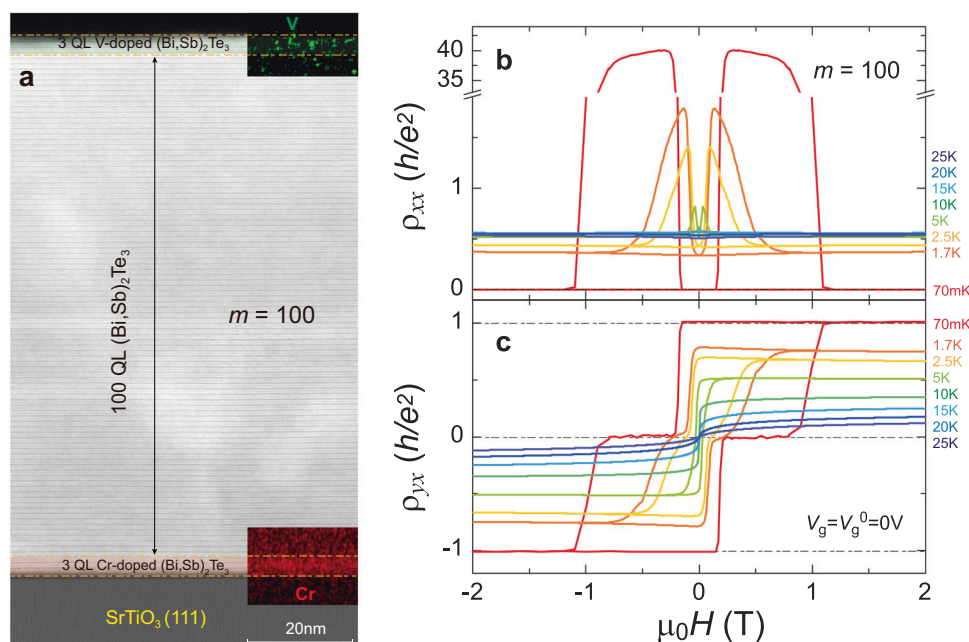 a
V
3 QL V-doped (Bi,Sb)₂Te₃
100 QL (Bi,Sb)₂Te₃
m = 100
3 QL Cr-doped (Bi,Sb)₂Te₃
Cr
SrTiO₃ (111)
20nm
b
m = 100
ρxx (h/e²)
40
35
1
0
25K
20K
15K
10K
5K
2.5K
1.7K
70mK
c
ρyx (h/e²)
1
0
-1
70mK
1.7K
2.5K
5K
10K
15K
20K
25K
Vg=Vg⁰=0V
-2
-1
0
1
2
μ₀H (T)